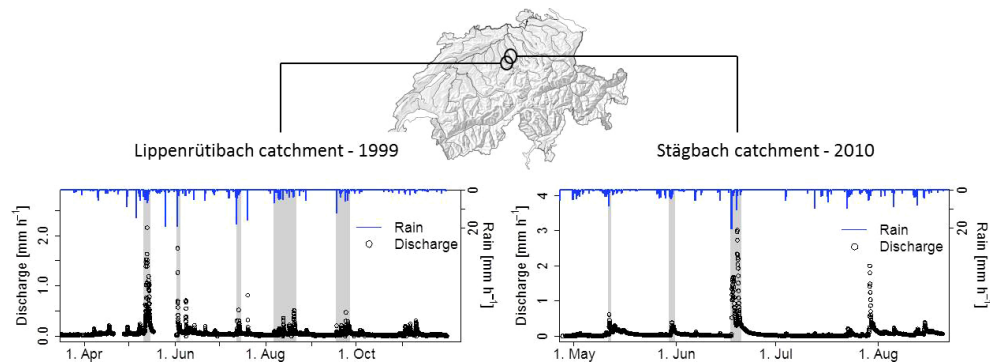 Lippenrütibach catchment - 1999
Stägbach catchment - 2010
Discharge [mm h⁻¹]
0.0
1.0
2.0
Rain
Discharge
0
20
Rain [mm h⁻¹]
1. Apr
1. Jun
1. Aug
1. Oct
Discharge [mm h⁻¹]
0
1
2
3
4
Rain
Discharge
0
20
Rain [mm h⁻¹]
1. May
1. Jun
1. Jul
1. Aug